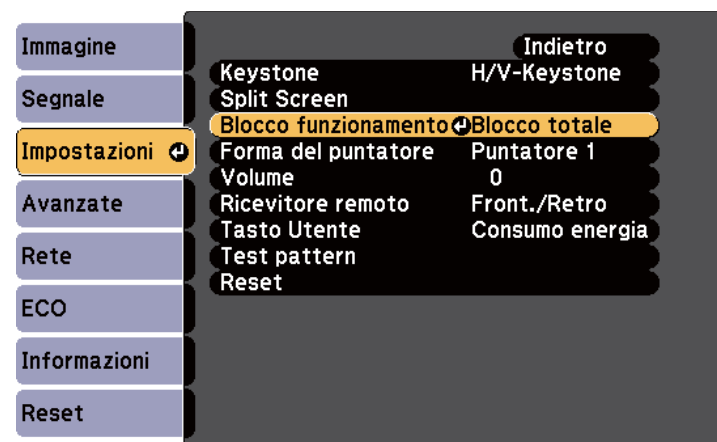 Immagine
Segnale
Impostazioni
Avanzate
Rete
ECO
Informazioni
Reset
Indietro
Keystone H/V-Keystone
Split Screen
Blocco funzionamento Blocco totale
Forma del puntatore Puntatore 1
Volume 0
Ricevitore remoto Front./Retro
Tasto Utente Consumo energia
Test pattern
Reset